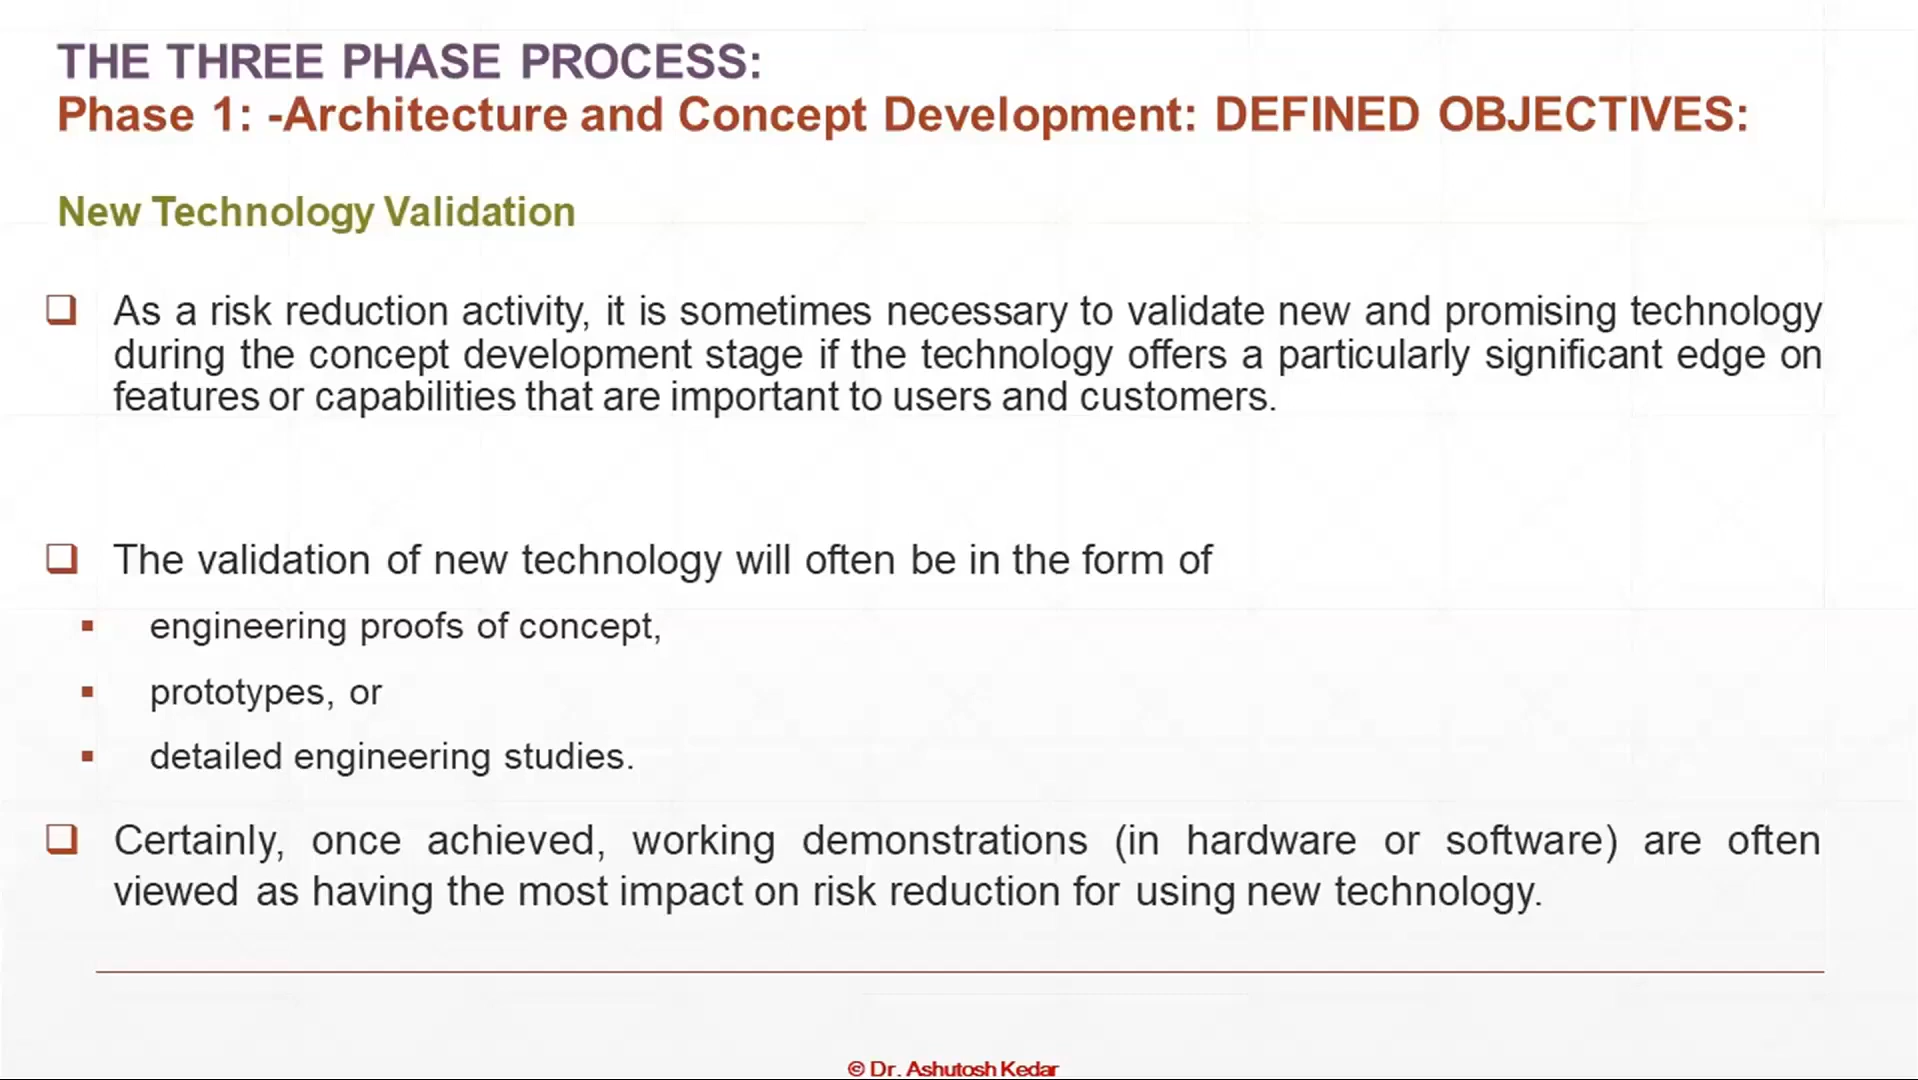 THE THREE PHASE PROCESS:
Phase 1: -Architecture and Concept Development: DEFINED OBJECTIVES:
New Technology Validation
As a risk reduction activity, it is sometimes necessary to validate new and promising technology
during the concept development stage if the technology offers a particularly significant edge on
features or capabilities that are important to users and customers.
The validation of new technology will often be in the form of
engineering proofs of concept,
prototypes, or
detailed engineering studies.
Certainly, once achieved, working demonstrations (in hardware or software) are often
viewed as having the most impact on risk reduction for using new technology.
© Dr. Ashutosh Kedar